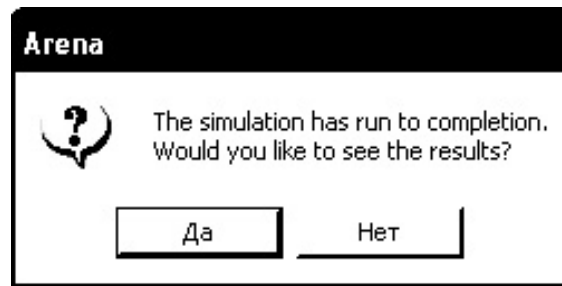 Arena
The simulation has run to completion.
Would you like to see the results?
Да
Нет